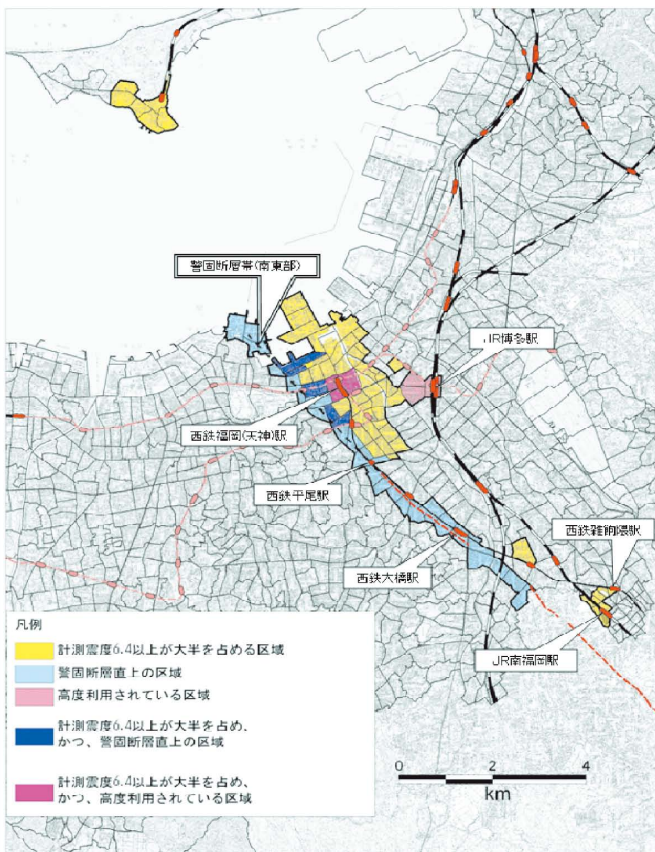 警固断層帯(南東部)
JR博多駅
西鉄福岡(天神)駅
西鉄平尾駅
西鉄雑餉隈駅
西鉄大橋駅
JR南福岡駅
凡例
計測震度6.4以上が大半を占める区域
警固断層直上の区域
高度利用されている区域
計測震度6.4以上が大半を占め、
かつ、警固断層直上の区域
計測震度6.4以上が大半を占め、
かつ、高度利用されている区域
0 2 4
km